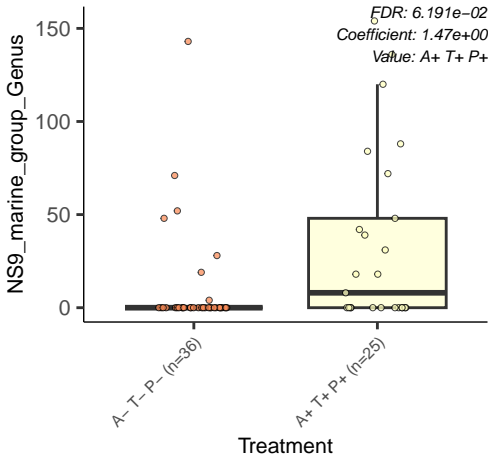 FDR: 6.191e−02
Coefficient: 1.47e+00
Value: A+ T+ P+
NS9_marine_group_Genus
150
100
50
0
A− T− P− (n=36)
A+ T+ P+ (n=25)
Treatment